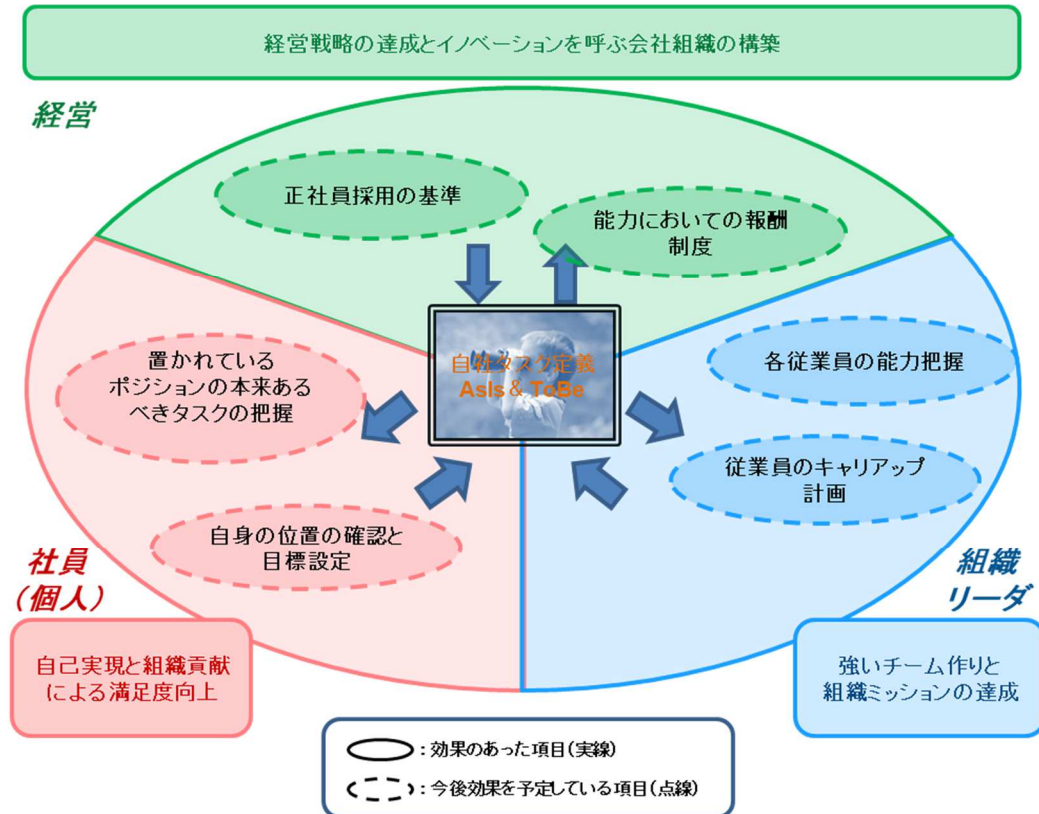 経営戦略の達成とイノベーションを呼ぶ会社組織の構築
経営
正社員採用の基準
能力においての報酬
制度
自社タスク定義
AsIs & ToBe
置かれている
ポジションの本来ある
べきタスクの把握
自身の位置の確認と
目標設定
各従業員の能力把握
従業員のキャリアップ
計画
社員
(個人)
自己実現と組織貢献
による満足度向上
組織
リーダ
強いチーム作りと
組織ミッションの達成
:効果のあった項目(実線)
:今後効果を予定している項目(点線)